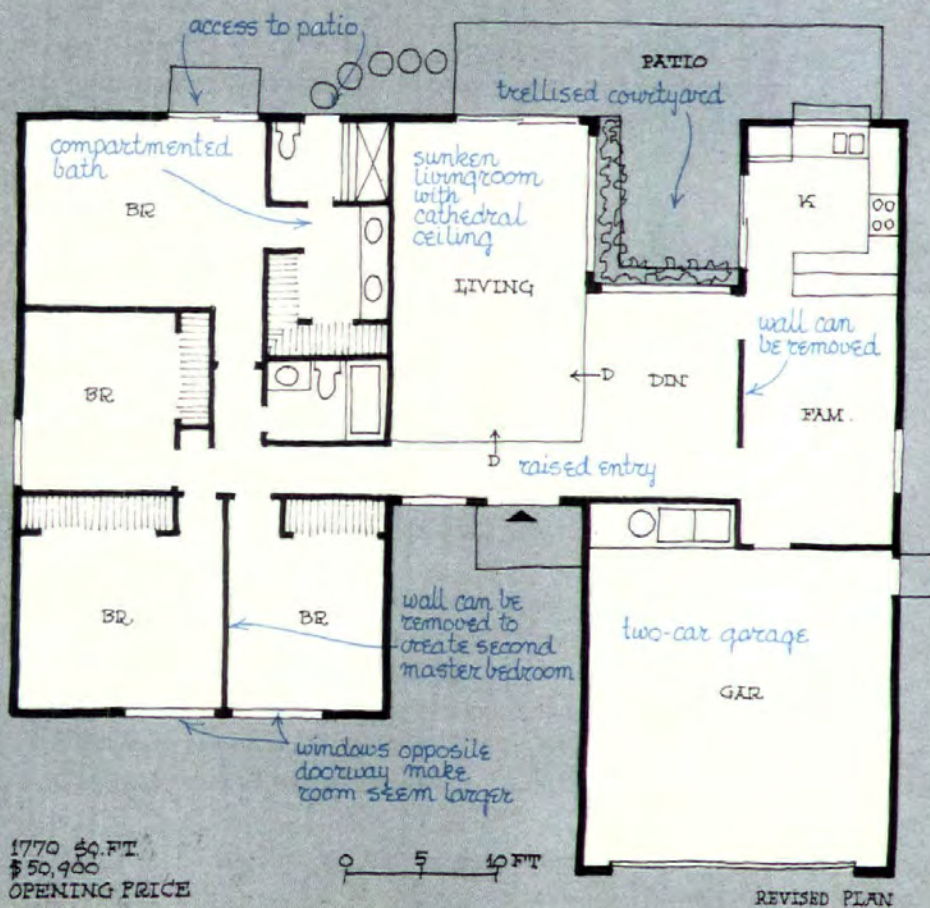 access to patio
PATIO
trellised courtyard
compartmented
bath
BR
sunken
livingroom
with
cathedral
ceiling
K
LIVING
wall can
be removed
BR
D
DIN
FAM.
D
raised entry
BR
BR
wall can be
removed to
create second
master bedroom
two-car garage
GAR
windows opposite
doorway make
room seem larger
1770 SQ.FT.
$50,900
OPENING PRICE
0 5 10 FT
REVISED PLAN